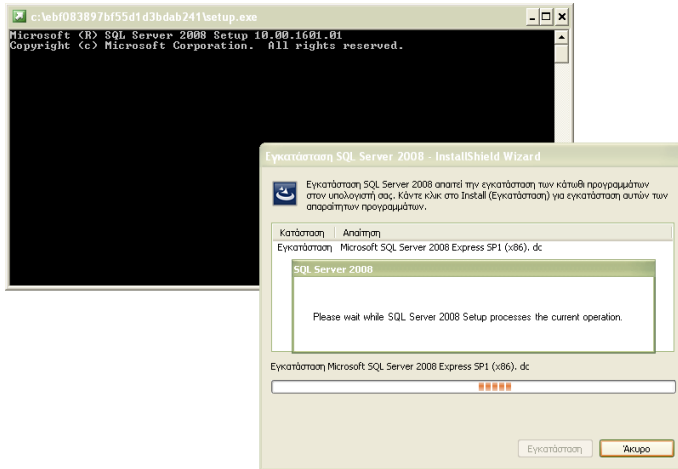 c:\ebf083897bf55d1d3bdab241\setup.exe
Microsoft (R) SQL Server 2008 Setup 10.00.1601.01
Copyright (c) Microsoft Corporation.  All rights reserved.
Εγκατάσταση SQL Server 2008 - InstallShield Wizard
Εγκατάσταση SQL Server 2008 απαιτεί την εγκατάσταση των κάτωθι προγραμμάτων
στον υπολογιστή σας. Κάντε κλικ στο Install (Εγκατάσταση) για εγκατάσταση αυτών των
απαραίτητων προγραμμάτων.
Κατάσταση Απαίτηση
Εγκατάσταση Microsoft SQL Server 2008 Express SP1 (x86). dc
SQL Server 2008
Please wait while SQL Server 2008 Setup processes the current operation.
Εγκατάσταση Microsoft SQL Server 2008 Express SP1 (x86). dc
Εγκατάσταση Άκυρο